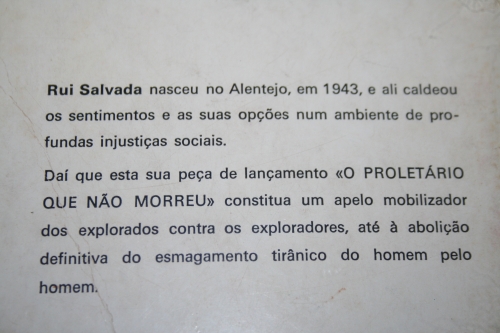 Rui Salvada nasceu no Alentejo, em 1943, e ali caldeou
os sentimentos e as suas opções num ambiente de pro-
fundas injustiças sociais.
Daí que esta sua peça de lançamento «O PROLETÁRIO
QUE NÃO MORREU» constitua um apelo mobilizador
dos explorados contra os exploradores, até à abolição
definitiva do esmagamento tirânico do homem pelo
homem.